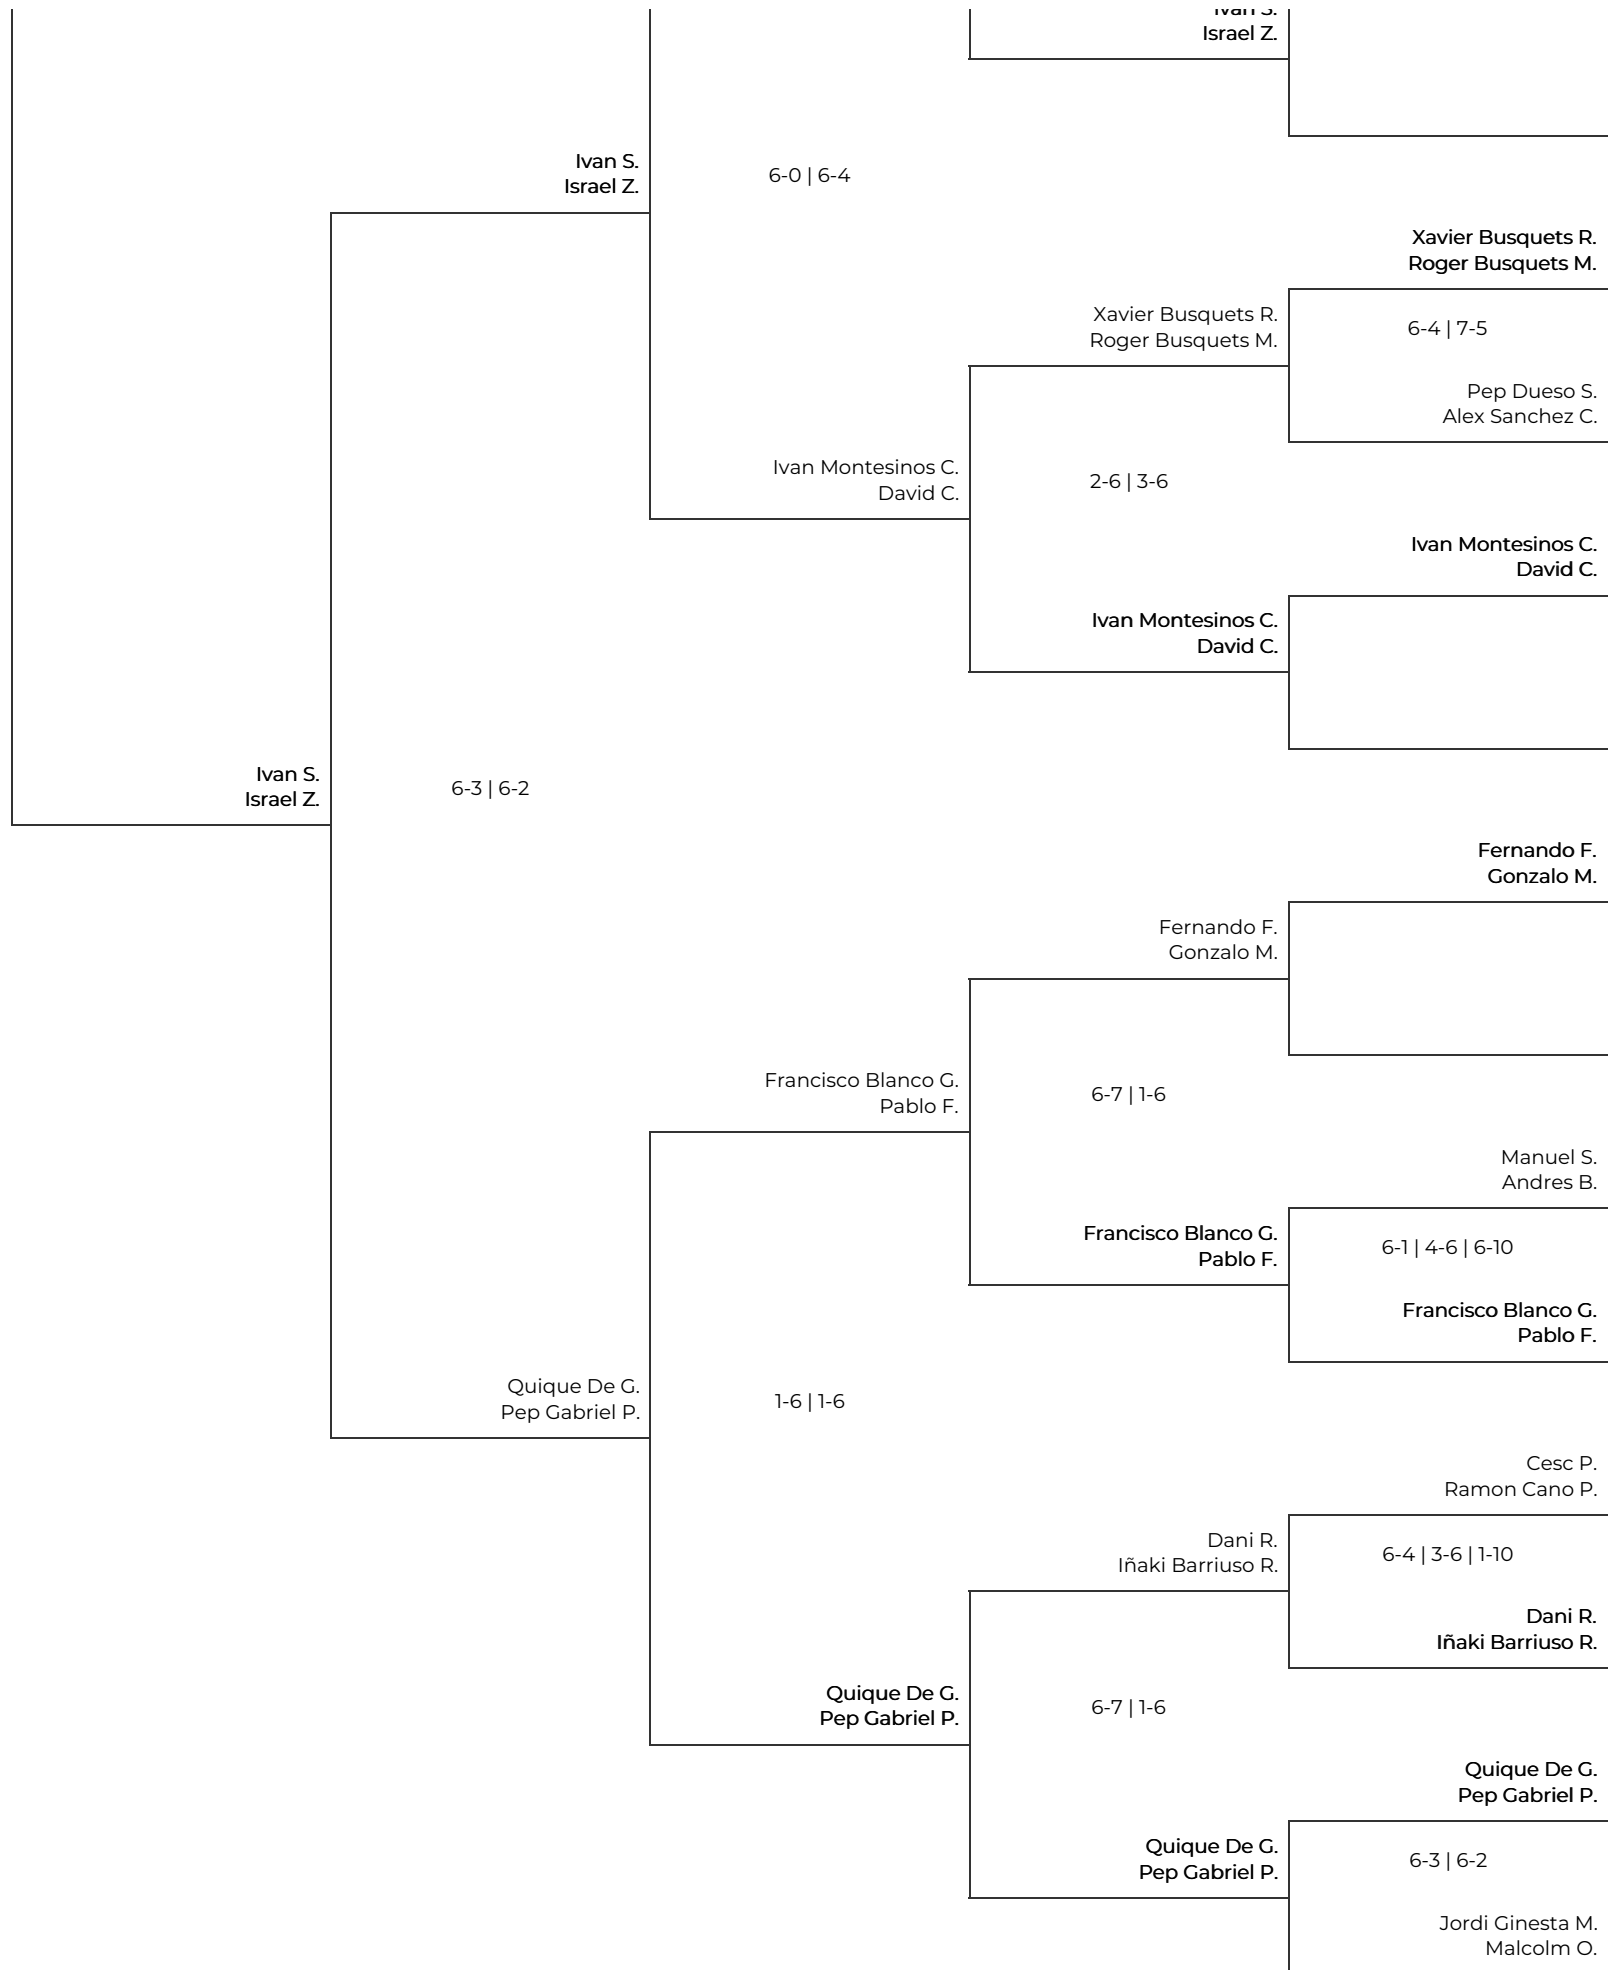 Ivan S.
Israel Z.
Ivan S.
Israel Z.
6-0 | 6-4
Xavier Busquets R.
Roger Busquets M.
Xavier Busquets R.
Roger Busquets M.
6-4 | 7-5
Pep Dueso S.
Alex Sanchez C.
Ivan Montesinos C.
David C.
2-6 | 3-6
Ivan Montesinos C.
David C.
Ivan Montesinos C.
David C.
Ivan S.
Israel Z.
6-3 | 6-2
Fernando F.
Gonzalo M.
Fernando F.
Gonzalo M.
Francisco Blanco G.
Pablo F.
6-7 | 1-6
Manuel S.
Andres B.
Francisco Blanco G.
Pablo F.
6-1 | 4-6 | 6-10
Francisco Blanco G.
Pablo F.
Quique De G.
Pep Gabriel P.
1-6 | 1-6
Cesc P.
Ramon Cano P.
Dani R.
Iñaki Barriuso R.
6-4 | 3-6 | 1-10
Dani R.
Iñaki Barriuso R.
Quique De G.
Pep Gabriel P.
6-7 | 1-6
Quique De G.
Pep Gabriel P.
Quique De G.
Pep Gabriel P.
6-3 | 6-2
Jordi Ginesta M.
Malcolm O.